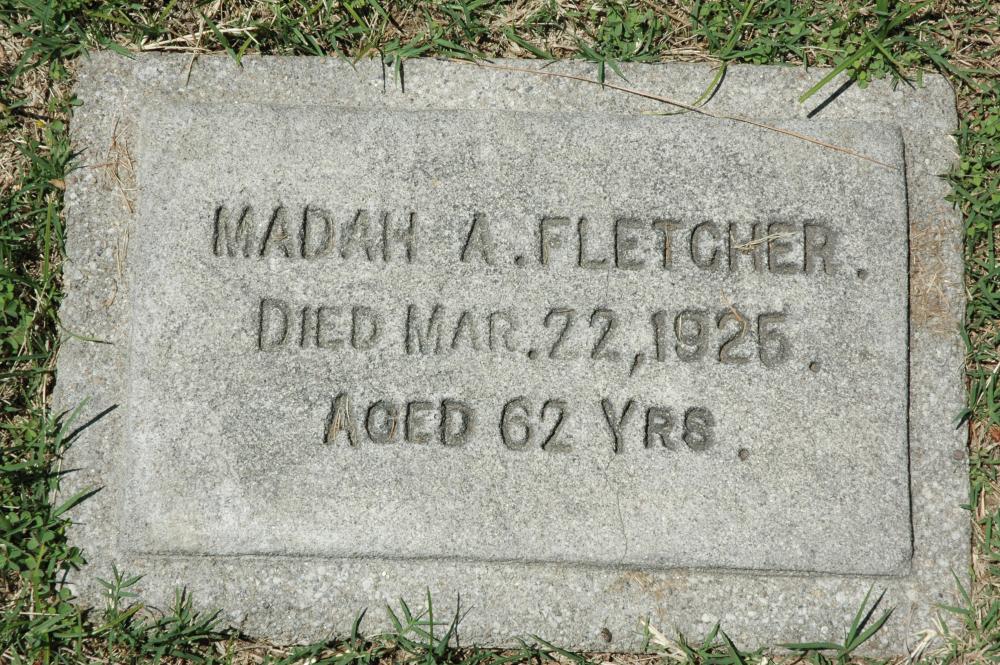 MADAH A. FLETCHER.
DIED MAR. 22, 1925.
AGED 62 YRS.